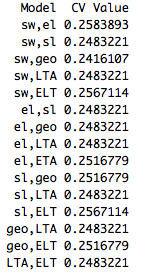 Model CV Value
sw,el 0.2583893
sw,sl 0.2483221
sw,geo 0.2416107
sw,LTA 0.2483221
sw,ELT 0.2567114
el,sl 0.2483221
el,geo 0.2483221
el,LTA 0.2483221
el,ETA 0.2516779
sl,geo 0.2516779
sl,LTA 0.2483221
sl,ELT 0.2567114
geo,LTA 0.2483221
geo,ELT 0.2516779
LTA,ELT 0.2483221